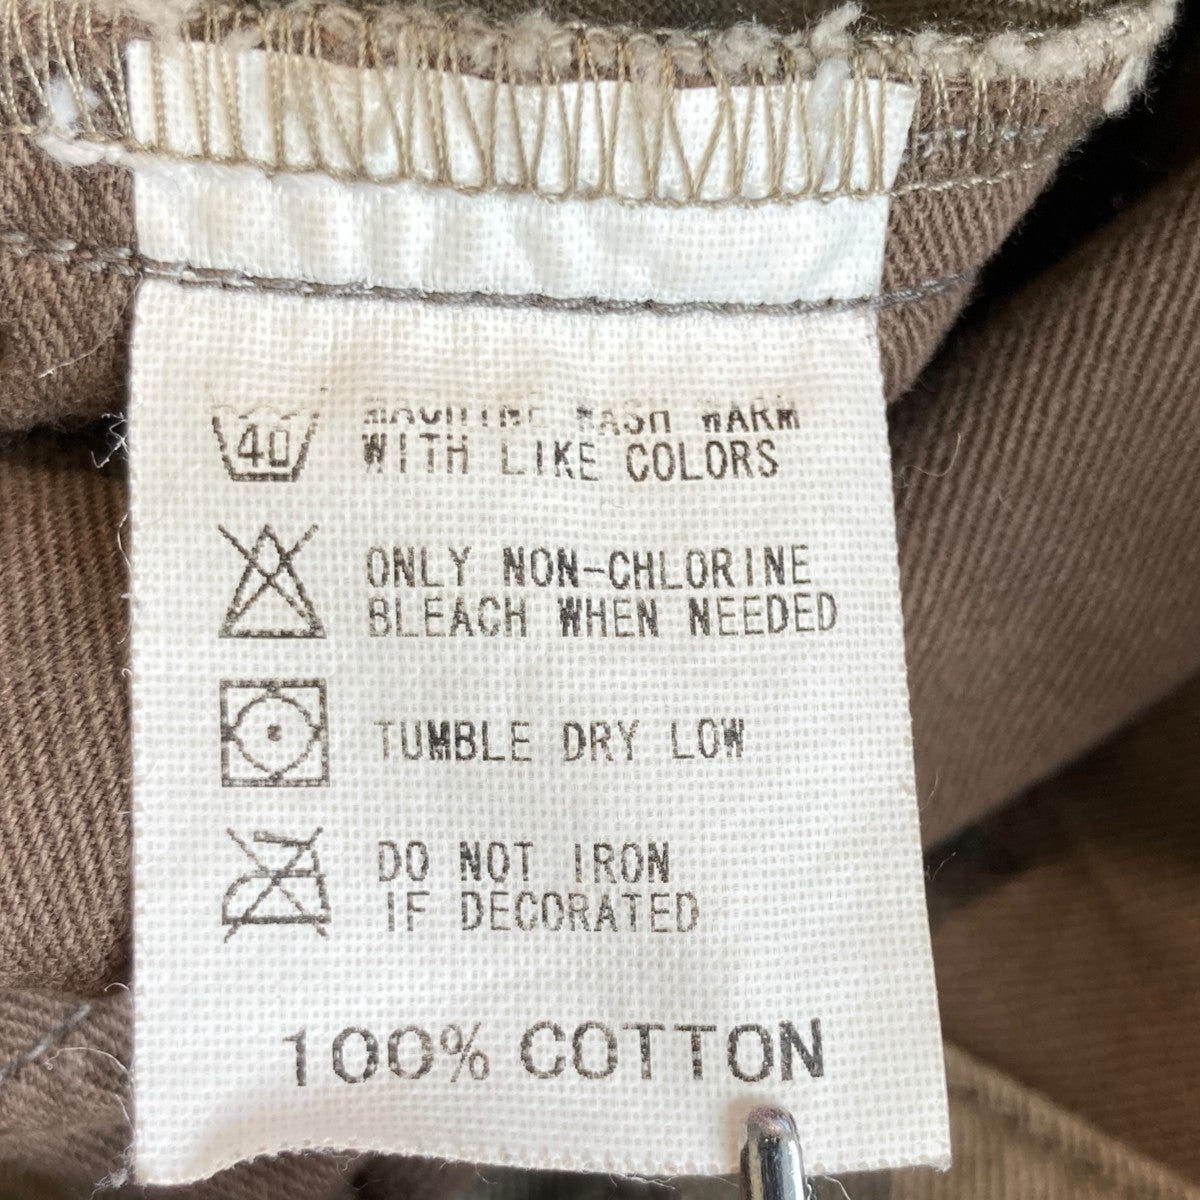 40 MACHINE WASH WARM
WITH LIKE COLORS
ONLY NON-CHLORINE
BLEACH WHEN NEEDED
TUMBLE DRY LOW
DO NOT IRON
IF DECORATED
100% COTTON